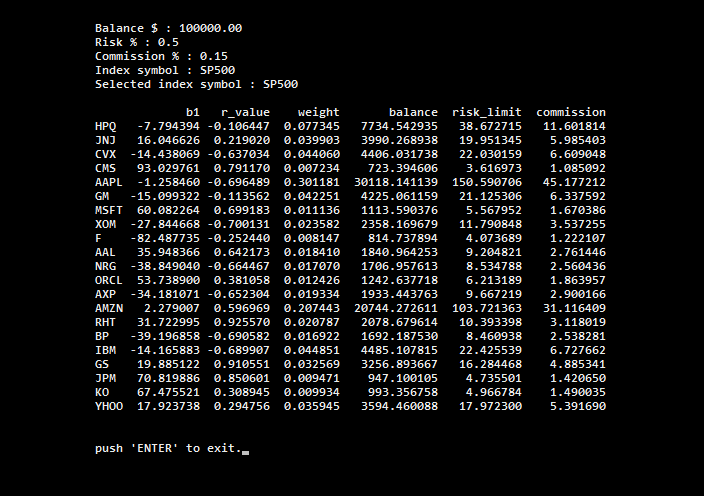 Balance $ : 100000.00
Risk % : 0.5
Commission % : 0.15
Index symbol : SP500
Selected index symbol : SP500
b1 r_value weight balance risk_limit commission
HPQ -7.794394 -0.106447 0.077345 7734.542935 38.672715 11.601814
JNJ 16.046626 0.219020 0.039903 3990.268938 19.951345 5.985403
CVX -14.438069 -0.637034 0.044060 4406.031738 22.030159 6.609048
CMS 93.029761 0.791170 0.007234 723.394606 3.616973 1.085092
AAPL -1.258460 -0.696489 0.301181 30118.141139 150.590706 45.177212
GM -15.099322 -0.113562 0.042251 4225.061159 21.125306 6.337592
MSFT 60.082264 0.699183 0.011136 1113.590376 5.567952 1.670386
XOM -27.844668 -0.700131 0.023582 2358.169679 11.790848 3.537255
F -82.487735 -0.252440 0.008147 814.737894 4.073689 1.222107
AAL 35.948366 0.642173 0.018410 1840.964253 9.204821 2.761446
NRG -38.849040 -0.664467 0.017070 1706.957613 8.534788 2.560436
ORCL 53.738900 0.381058 0.012426 1242.637718 6.213189 1.863957
AXP -34.181071 -0.652304 0.019334 1933.443763 9.667219 2.900166
AMZN 2.279007 0.596969 0.207443 20744.272611 103.721363 31.116409
RHT 31.722995 0.925570 0.020787 2078.679614 10.393398 3.118019
BP -39.196858 -0.690582 0.016922 1692.187530 8.460938 2.538281
IBM -14.165883 -0.689907 0.044851 4485.107815 22.425539 6.727662
GS 19.885122 0.910551 0.032569 3256.893667 16.284468 4.885341
JPM 70.819886 0.850601 0.009471 947.100105 4.735501 1.420650
KO 67.475521 0.308945 0.009934 993.356758 4.966784 1.490035
YHOO 17.923738 0.294756 0.035945 3594.460088 17.972300 5.391690
push 'ENTER' to exit.